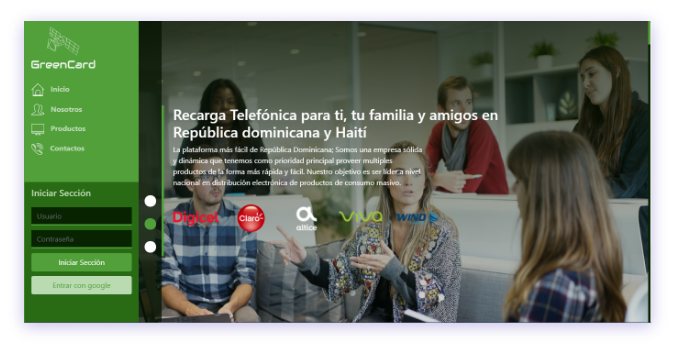 GreenCard
Inicio
Nosotros
Productos
Contactos
Iniciar Sección
Usuario
Contraseña
Iniciar Sección
Entrar con google
Recarga Telefónica para ti, tu familia y amigos en
República dominicana y Haití
La plataforma más fácil de República Dominicana; Somos una empresa sólida
y dinámica que tenemos como prioridad principal proveer multiples
productos de la forma más rápida y fácil. Nuestro objetivo es ser líder a nivel
nacional en distribución electrónica de productos de consumo masivo.
Digicel
Claro
altice
viva
WIND